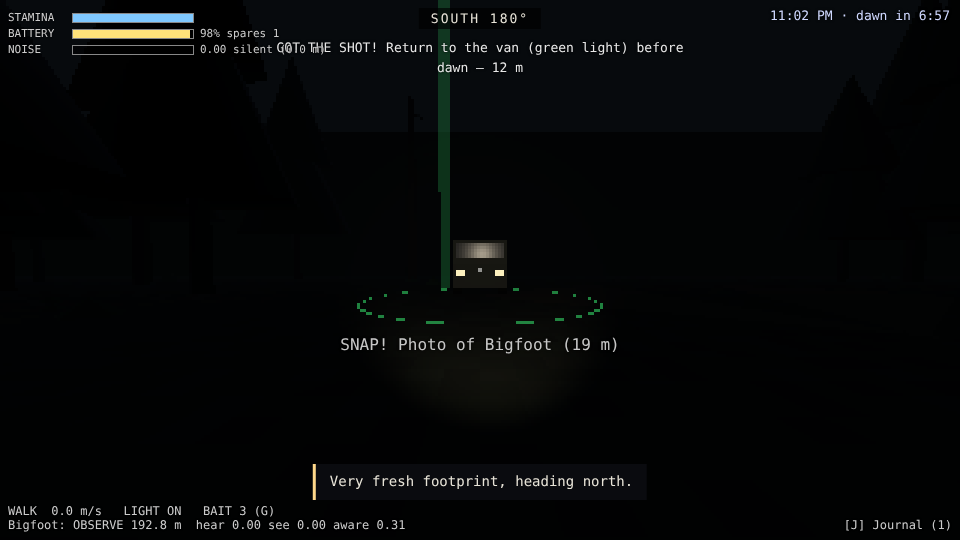 STAMINA
SOUTH 180°
11:02 PM · dawn in 6:57
BATTERY 98% spares 1
NOISE 0.00 silent
GOT THE SHOT! Return to the van (green light) before
dawn — 12 m
SNAP! Photo of Bigfoot (19 m)
Very fresh footprint, heading north.
WALK 0.0 m/s LIGHT ON BAIT 3 (G)
Bigfoot: OBSERVE 192.8 m hear 0.00 see 0.00 aware 0.31
[J] Journal (1)